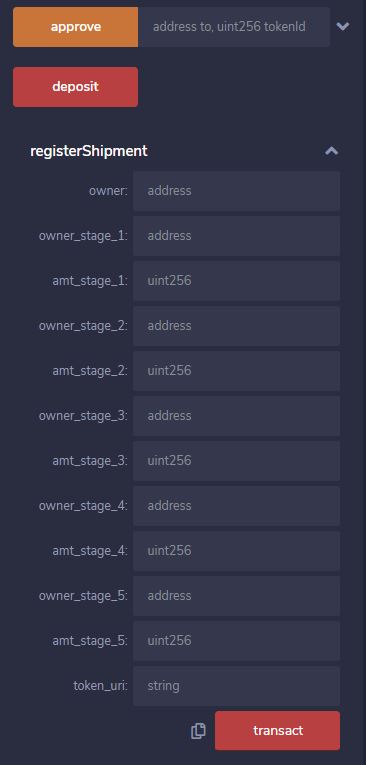 approve address to, uint256 tokenId
deposit
registerShipment
owner: address
owner_stage_1: address
amt_stage_1: uint256
owner_stage_2: address
amt_stage_2: uint256
owner_stage_3: address
amt_stage_3: uint256
owner_stage_4: address
amt_stage_4: uint256
owner_stage_5: address
amt_stage_5: uint256
token_uri: string
transact